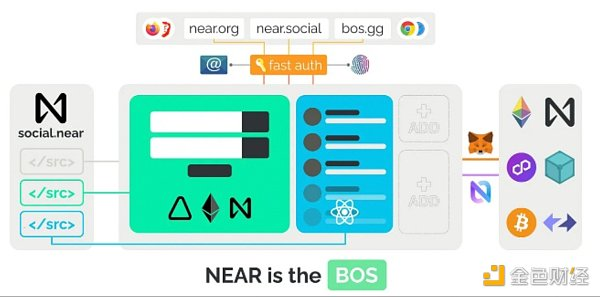 near.org
near.social
bos.gg
@
fast auth
social.near
</src>
</src>
</src>
+
ADD
+
ADD
NEAR is the BOS
金色财经